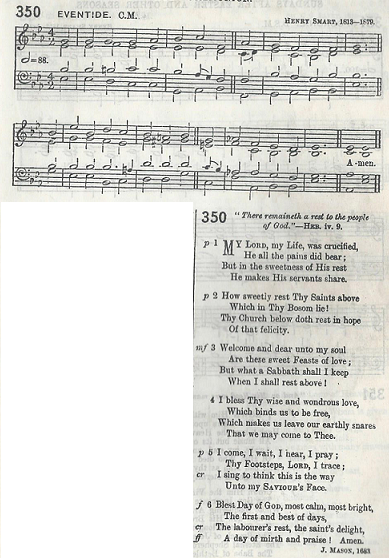 350 EVENTIDE. C.M. HENRY SMART, 1813—1879.
=88.
A-men.
350 "There remaineth a rest to the people
of God."—HEB. iv. 9.
p 1 MY LORD, my Life, was crucified,
He all the pains did bear;
But in the sweetness of His rest
He makes His servants share.
p 2 How sweetly rest Thy Saints above
Which in Thy Bosom lie!
Thy Church below doth rest in hope
Of that felicity.
mf 3 Welcome and dear unto my soul
Are these sweet Feasts of love;
But what a Sabbath shall I keep
When I shall rest above!
4 I bless Thy wise and wondrous love,
Which binds us to be free,
Which makes us leave our earthly snares
That we may come to Thee.
p 5 I come, I wait, I hear, I pray;
Thy Footsteps, LORD, I trace;
cr I sing to think this is the way
Unto my SAVIOUR'S Face.
f 6 Blest Day of God, most calm, most bright,
The first and best of days,
cr The labourer's rest, the saint's delight,
ff A day of mirth and praise! Amen.
J. MASON, 1683